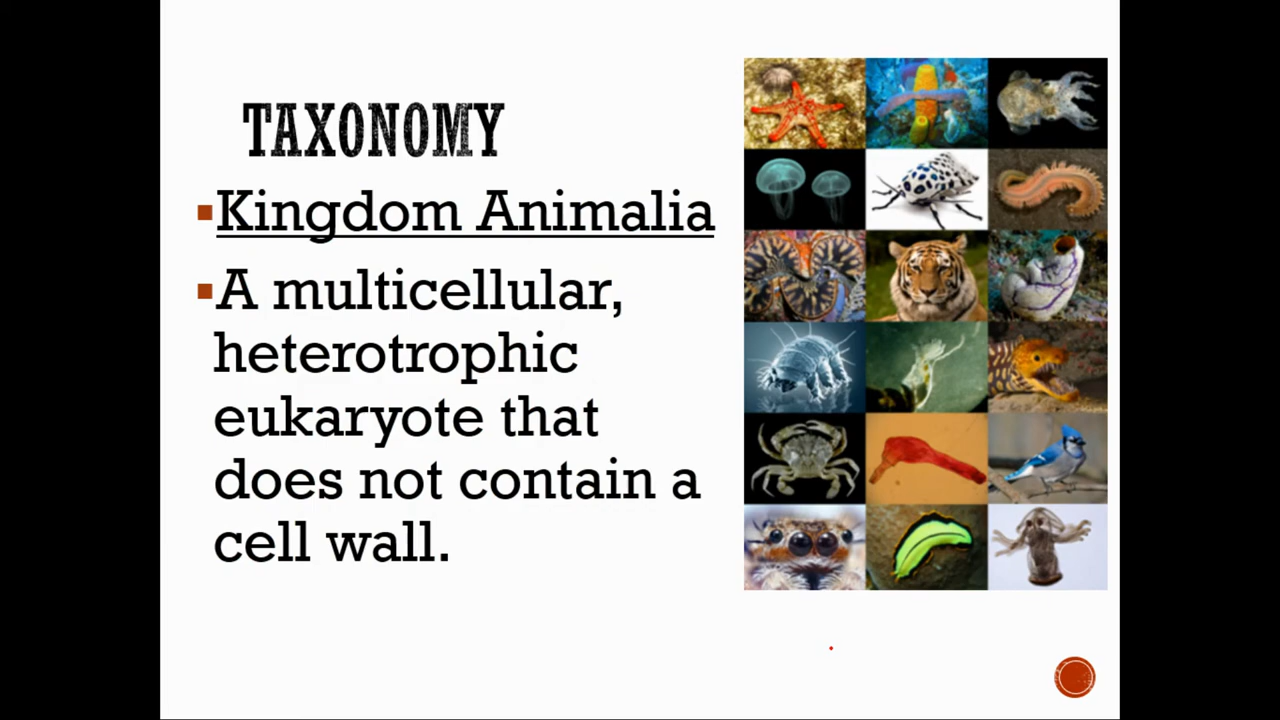 TAXONOMY
Kingdom Animalia
A multicellular,
heterotrophic
eukaryote that
does not contain a
cell wall.